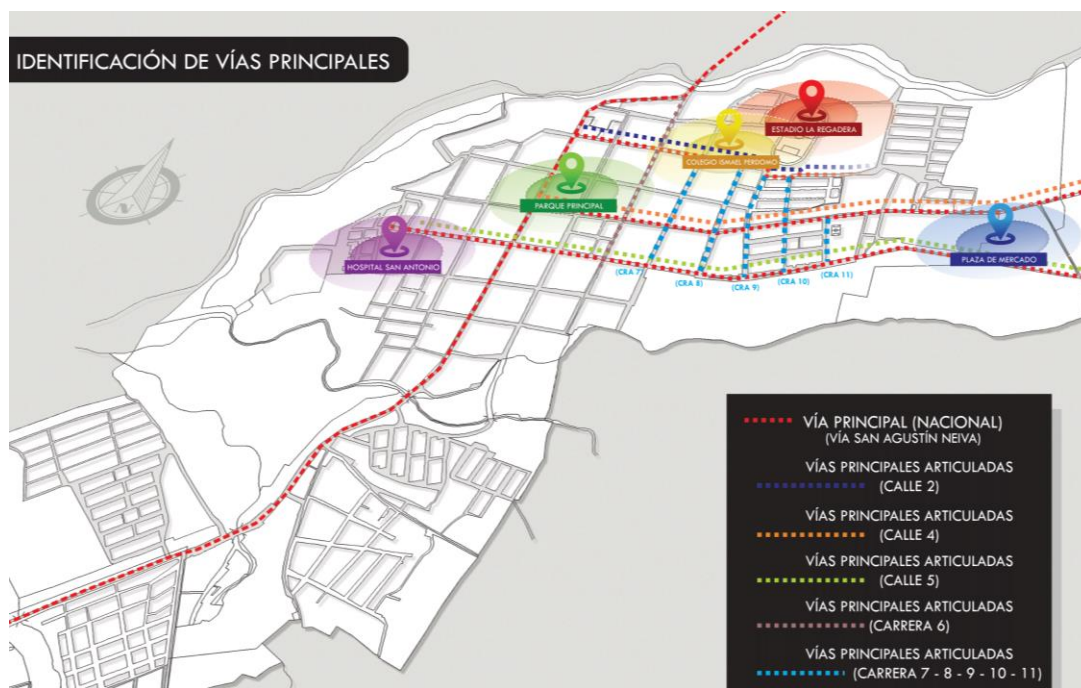 IDENTIFICACIÓN DE VÍAS PRINCIPALES
ESTADIO LA REGADERA
COLEGIO ISMAEL PERDOMO
PARQUE PRINCIPAL
HOSPITAL SAN ANTONIO
PLAZA DE MERCADO
(CRA 7)
(CRA 8)
(CRA 9)
(CRA 10)
(CRA 11)
N
VÍA PRINCIPAL (NACIONAL)
(VÍA SAN AGUSTÍN NEIVA)
VÍAS PRINCIPALES ARTICULADAS
(CALLE 2)
VÍAS PRINCIPALES ARTICULADAS
(CALLE 4)
VÍAS PRINCIPALES ARTICULADAS
(CALLE 5)
VÍAS PRINCIPALES ARTICULADAS
(CARRERA 6)
VÍAS PRINCIPALES ARTICULADAS
(CARRERA 7 - 8 - 9 - 10 - 11)